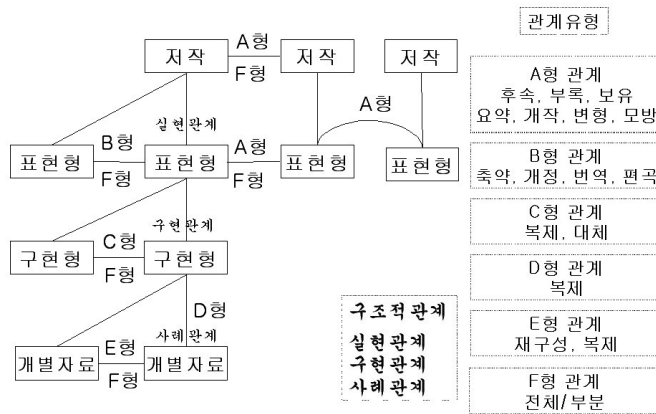 관계유형
저작
A형
F형
저작
저작
A형
실현관계
표현형
B형
F형
표현형
A형
F형
표현형
표현형
구현관계
구현형
C형
F형
구현형
D형
사례관계
개별자료
E형
F형
개별자료
구조적관계
실현관계
구현관계
사례관계
A형 관계
후속, 부록, 보유
요약, 개작, 변형, 모방
B형 관계
축약, 개정, 번역, 편곡
C형 관계
복제, 대체
D형 관계
복제
E형 관계
재구성, 복제
F형 관계
전체/부분